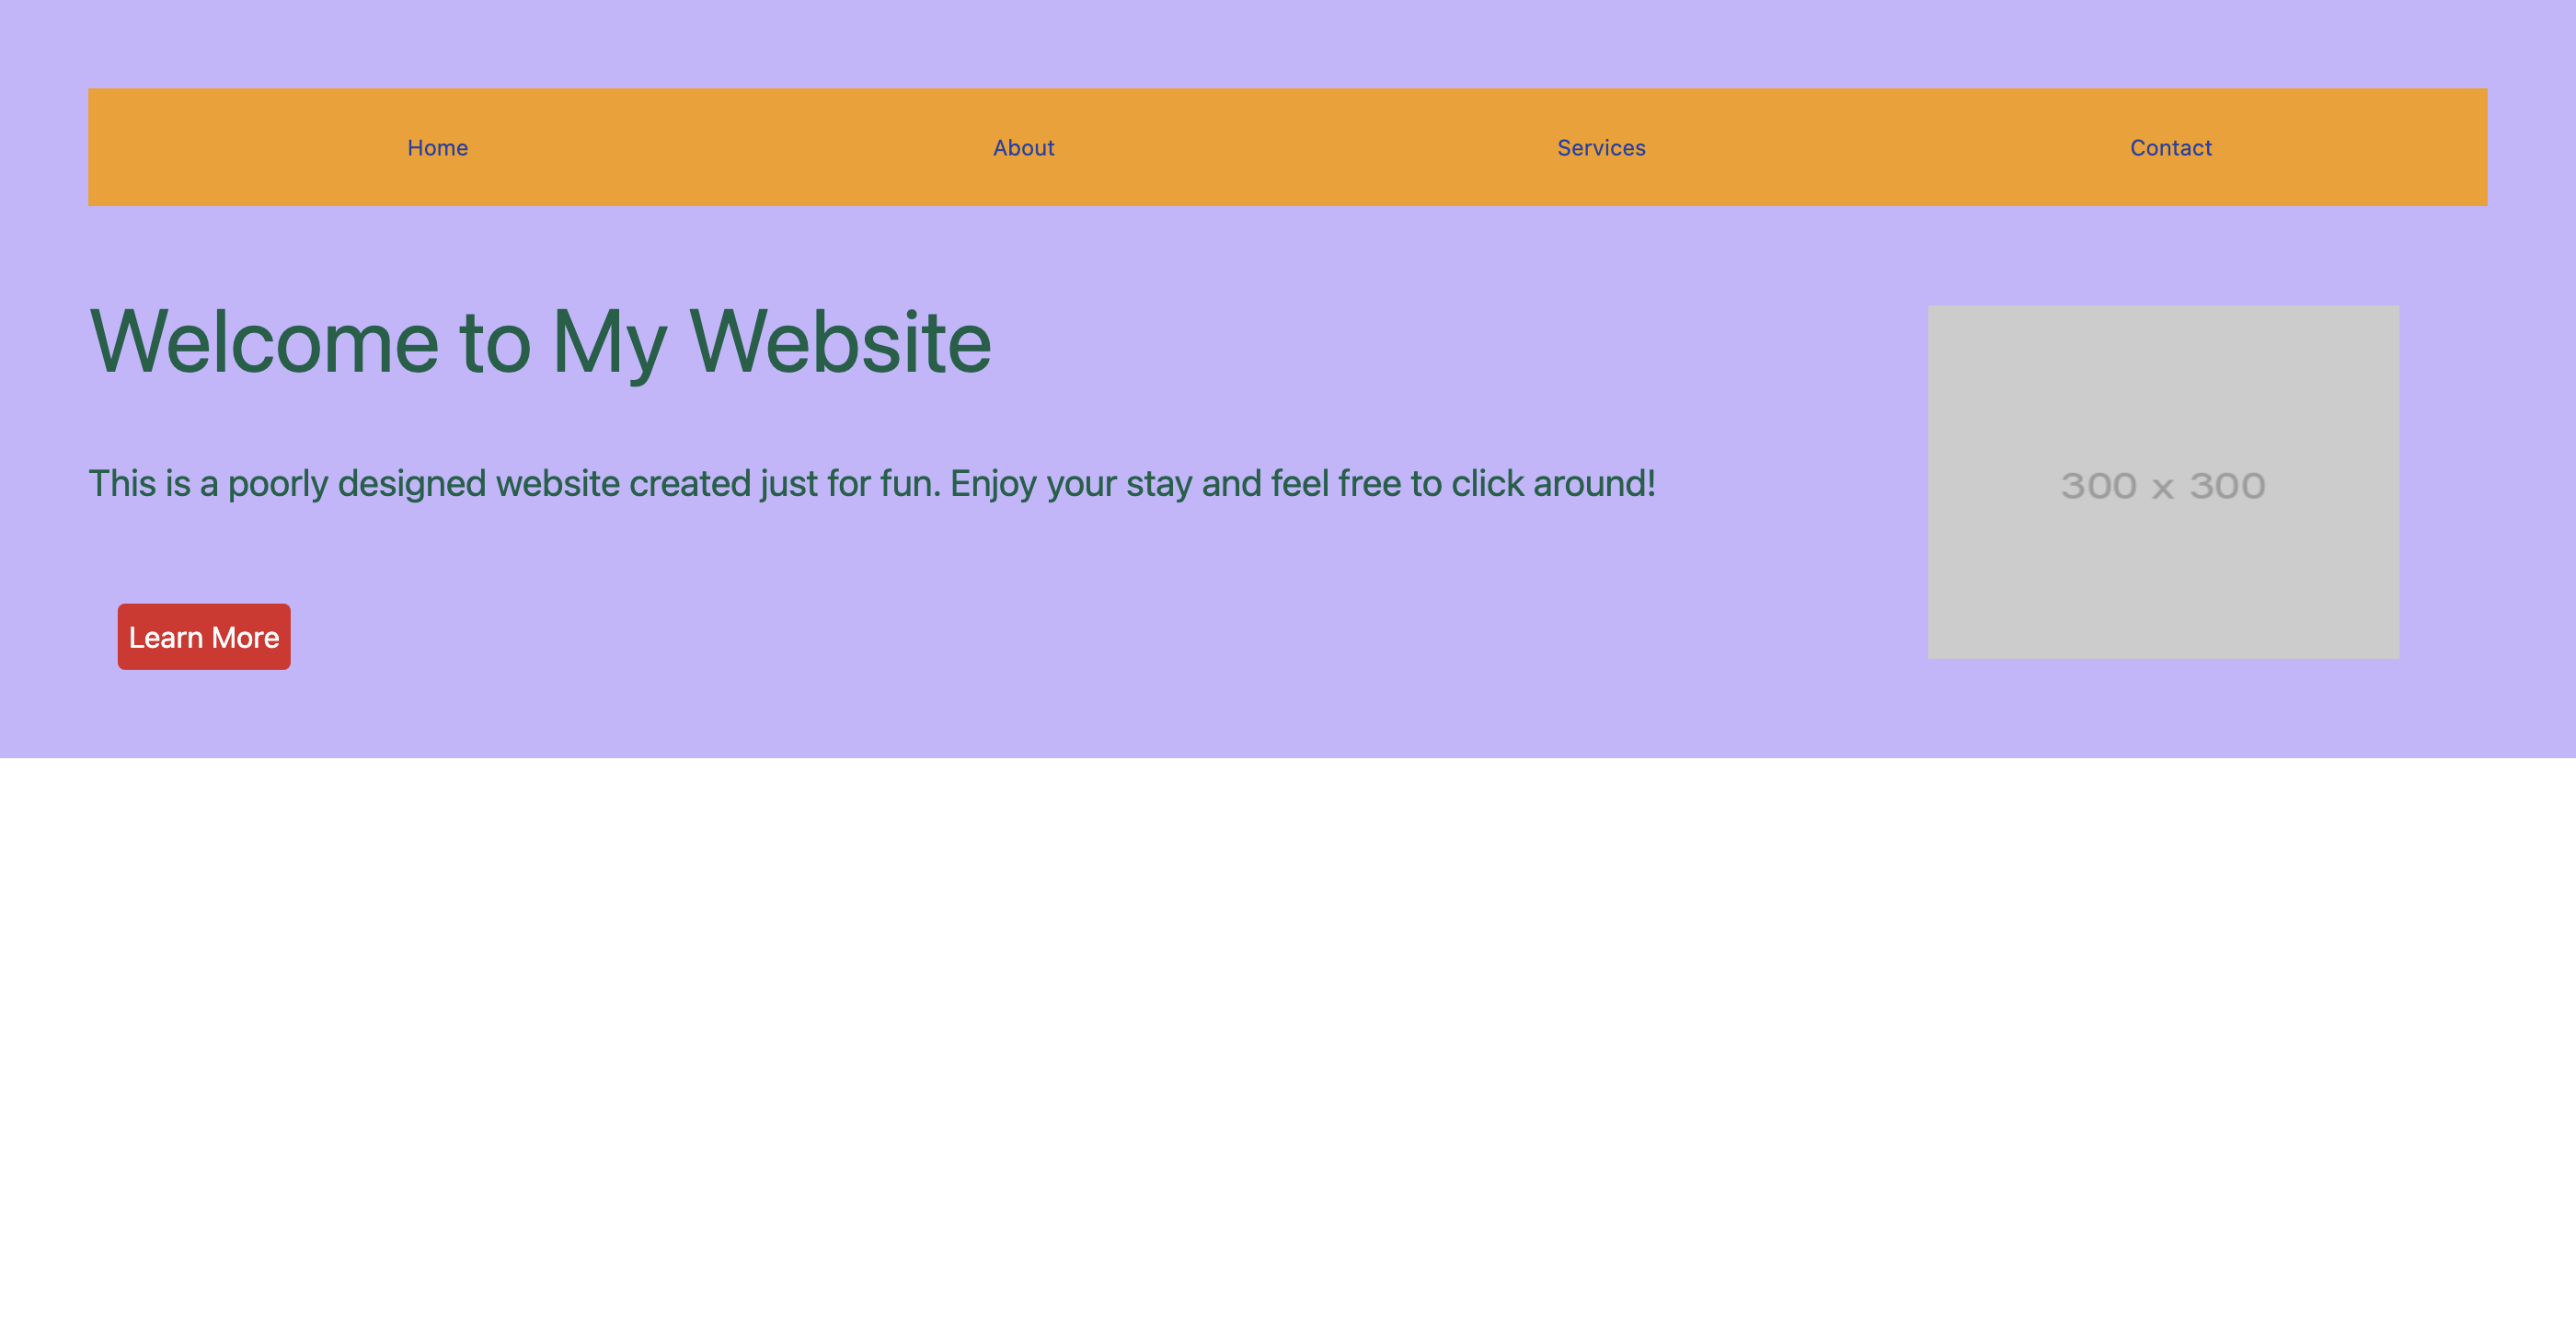 Home About Services Contact
Welcome to My Website
This is a poorly designed website created just for fun. Enjoy your stay and feel free to click around!
300 x 300
Learn More